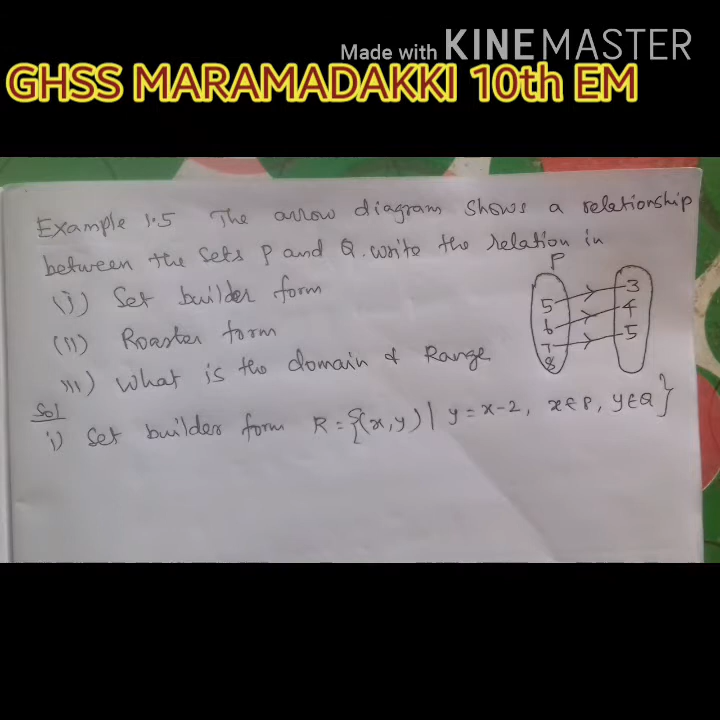 Made with KINEMASTER
GHSS MARAMADAKKI 10th EM
Example 1.5 The arrow diagram shows a relationship
between the sets P and Q. write the relation in
(i) Set builder form
(ii) Roaster form
iii) What is the domain & Range
P
5
6
7
8
3
4
5
Sol
i) Set builder form R = {(x,y) | y = x-2, x∈P, y∈Q}